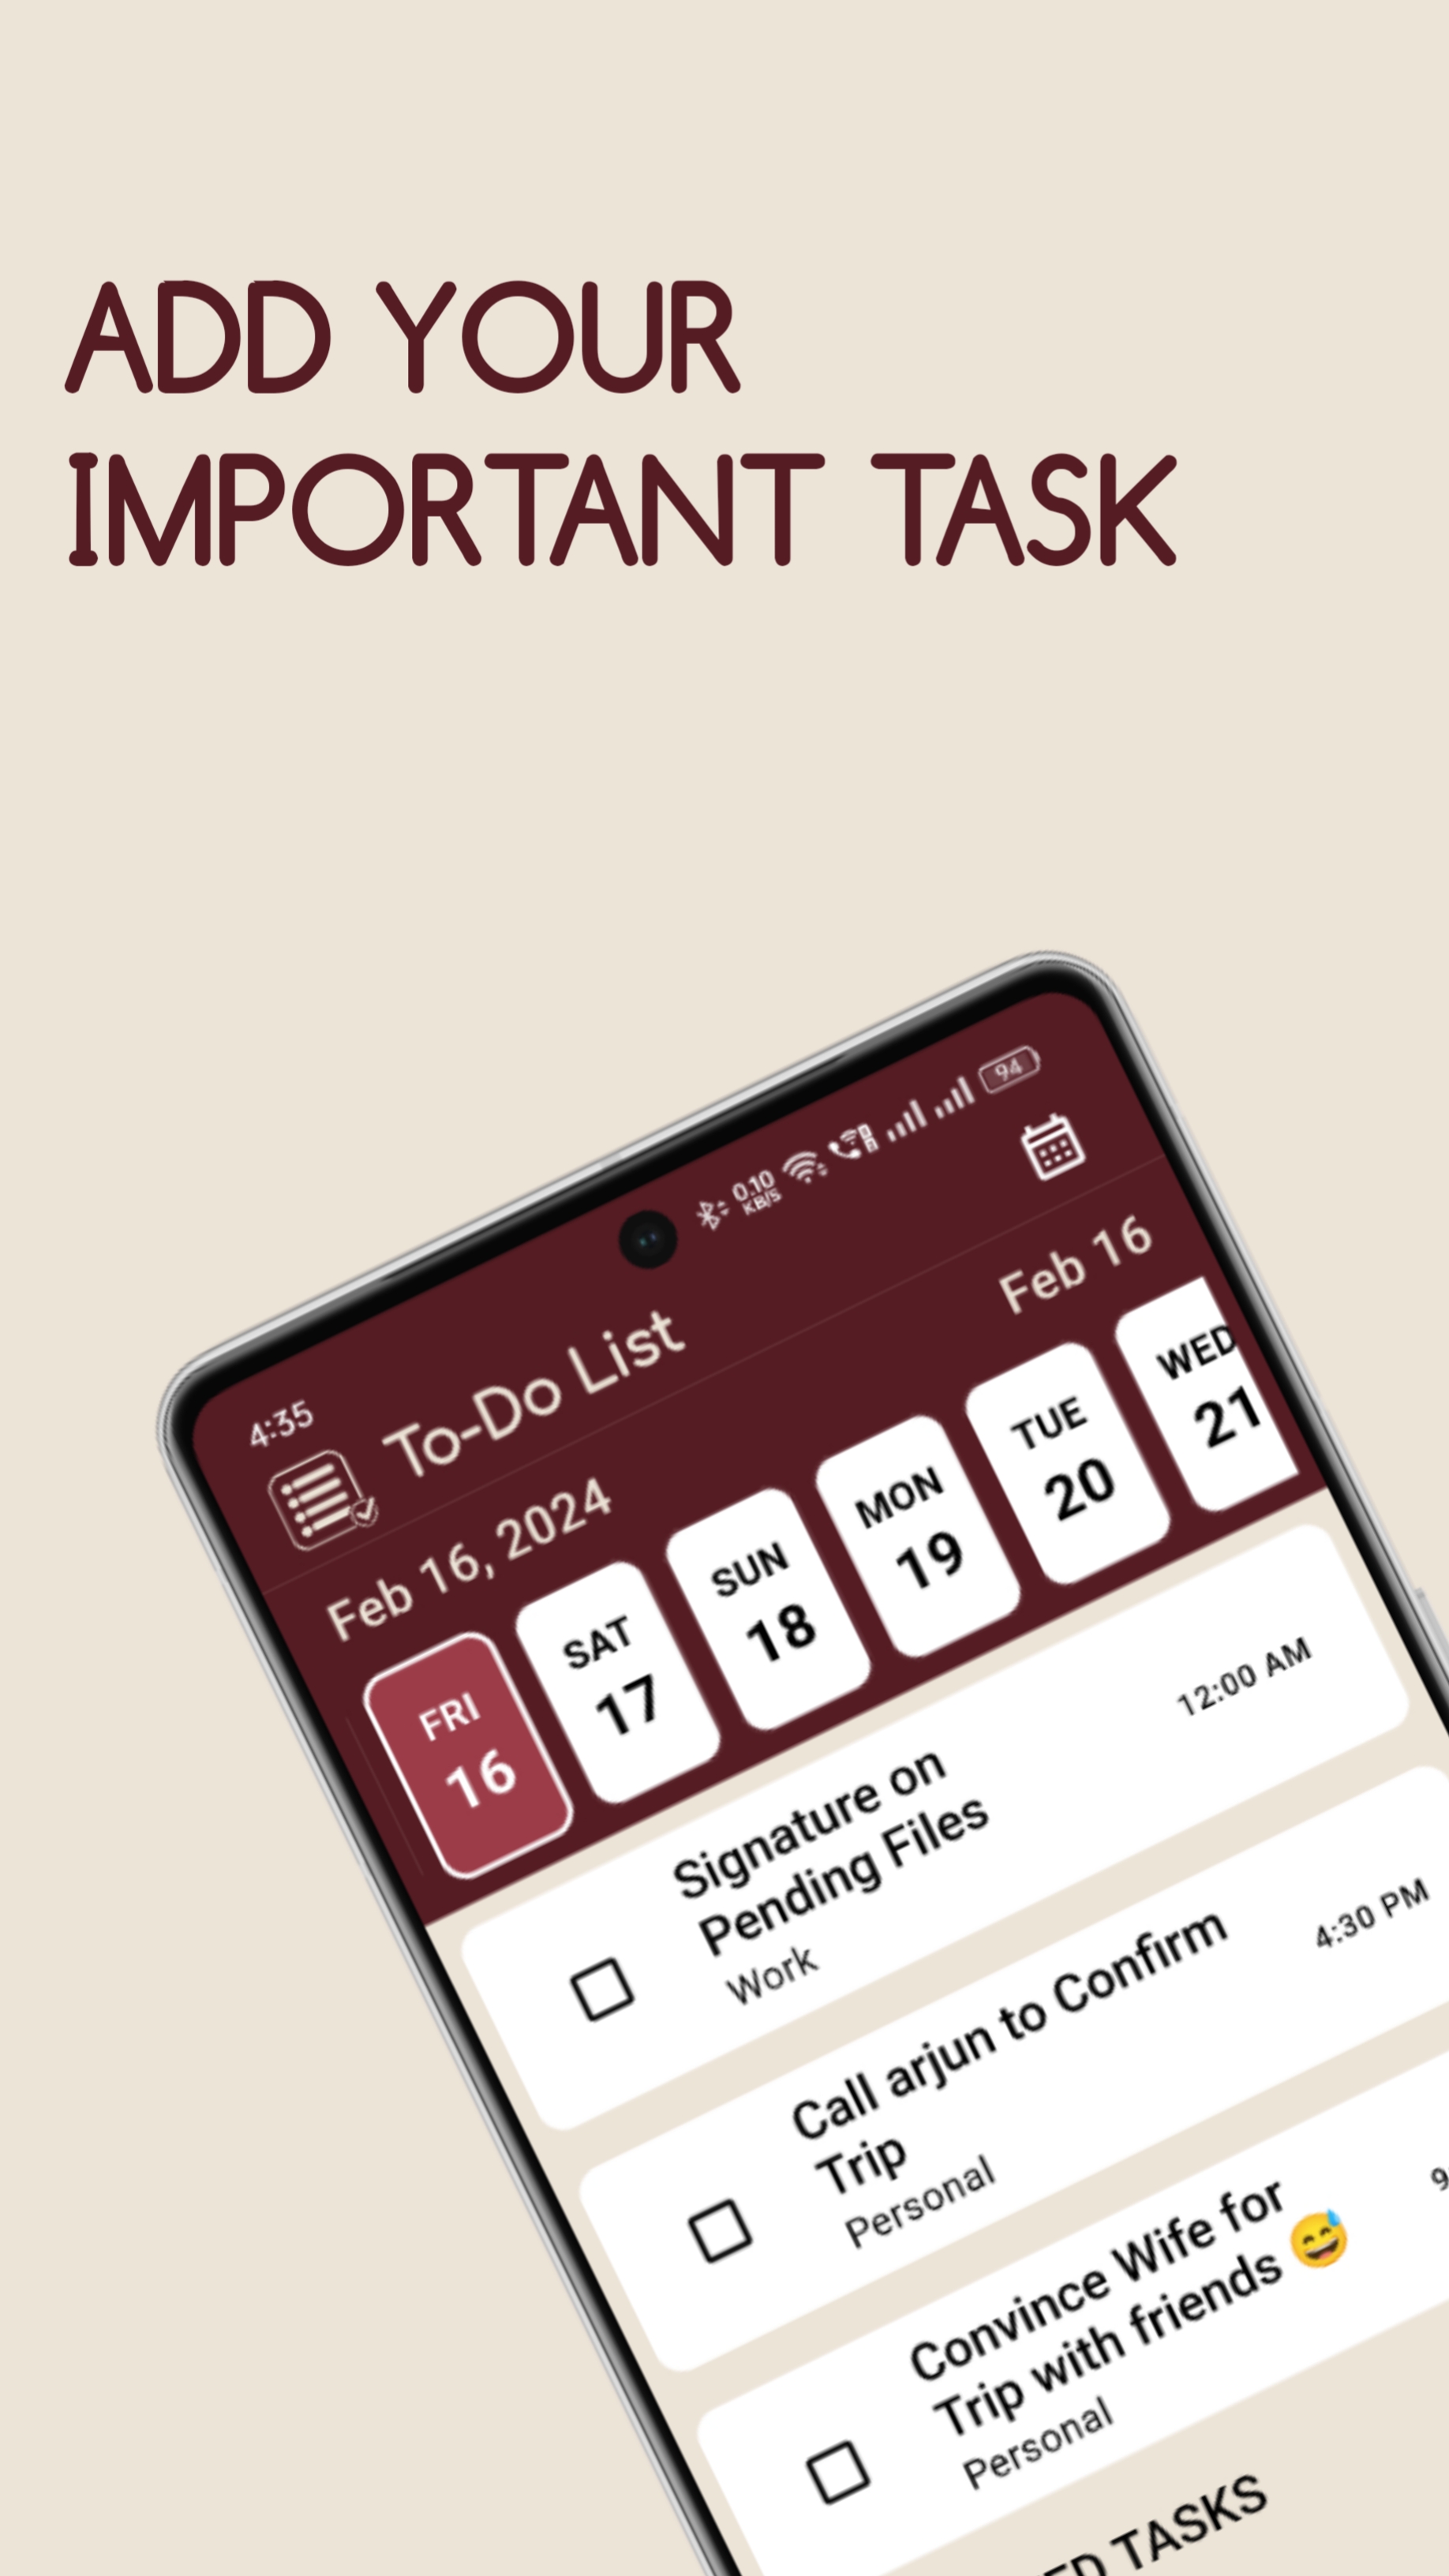 ADD YOUR
IMPORTANT TASK
4:35
0.10
KB/S
94
To-Do List
Feb 16, 2024
Feb 16
FRI
16
SAT
17
SUN
18
MON
19
TUE
20
WED
21
Signature on
Pending Files
Work
12:00 AM
Call arjun to Confirm
Trip
Personal
4:30 PM
Convince Wife for
Trip with friends 😅
Personal
TASKS